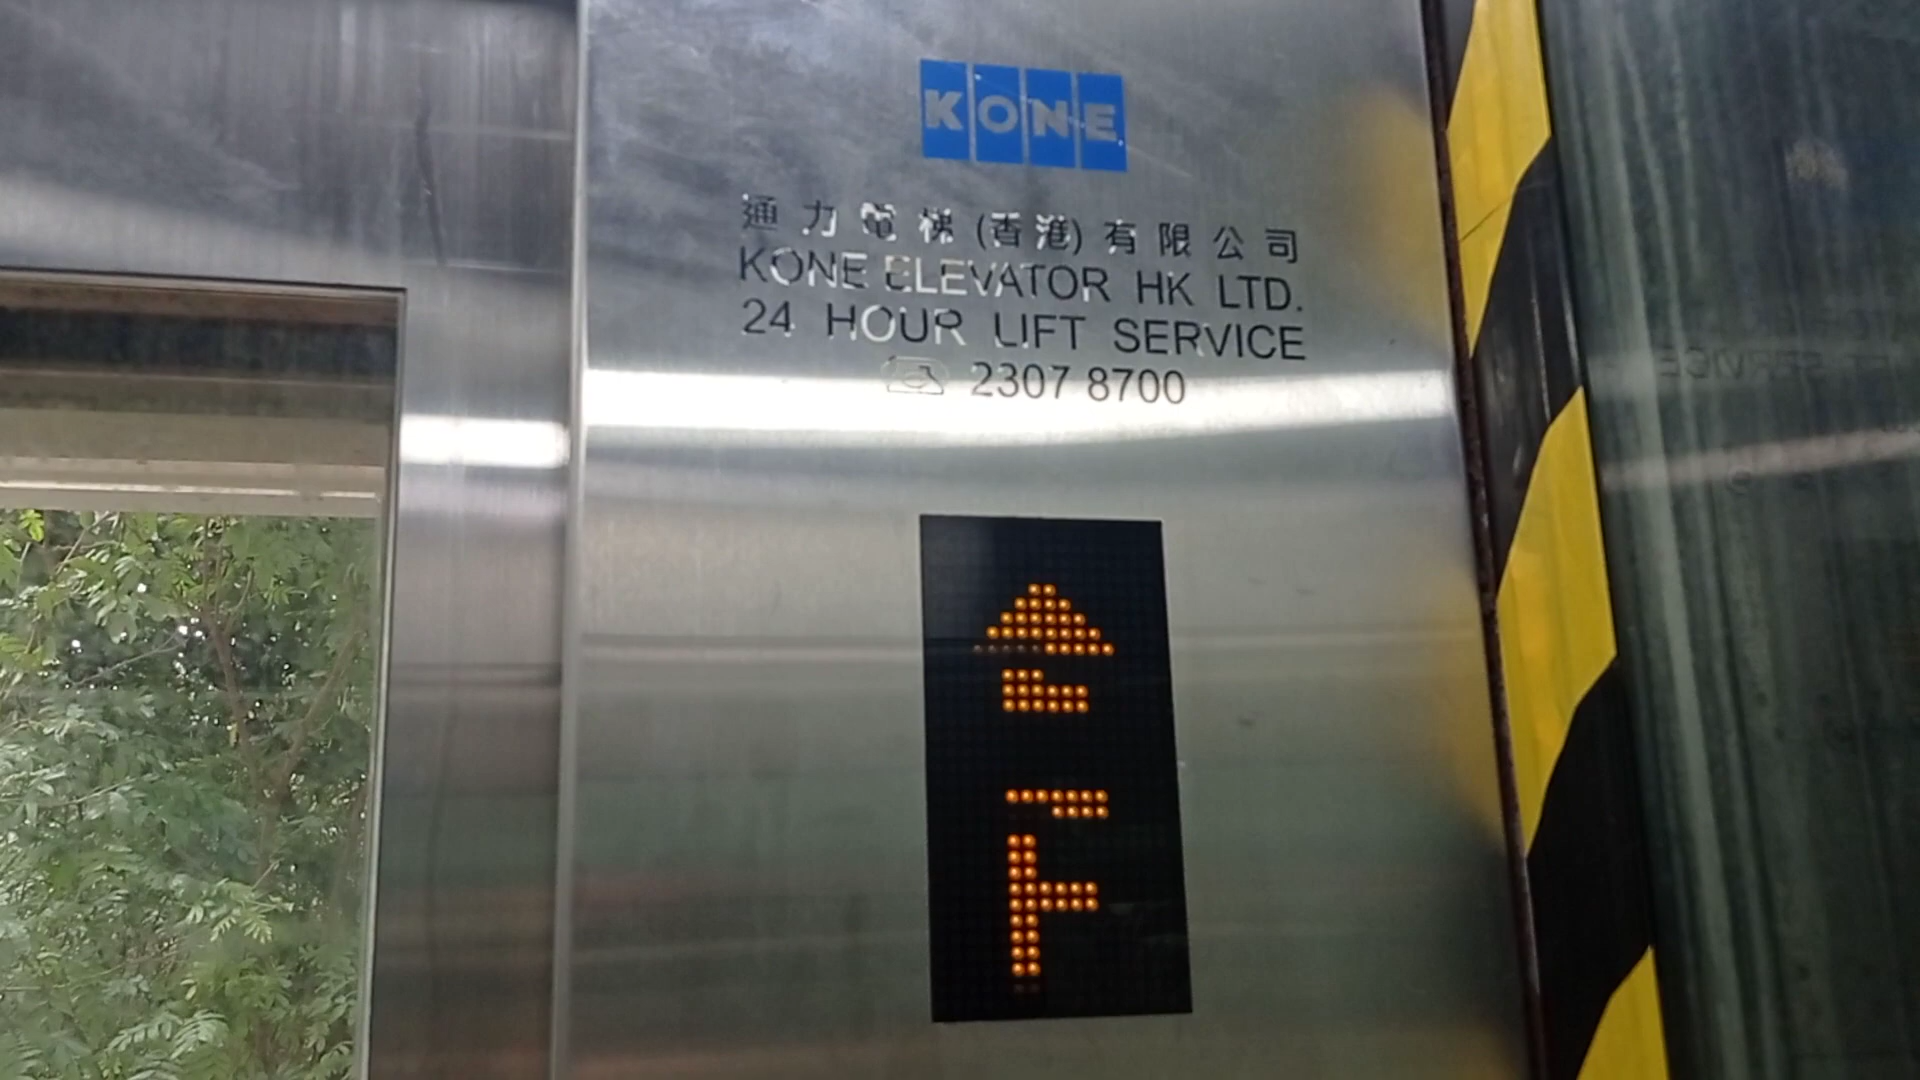 KONE
通力電梯(香港)有限公司
KONE ELEVATOR HK LTD.
24 HOUR LIFT SERVICE
2307 8700